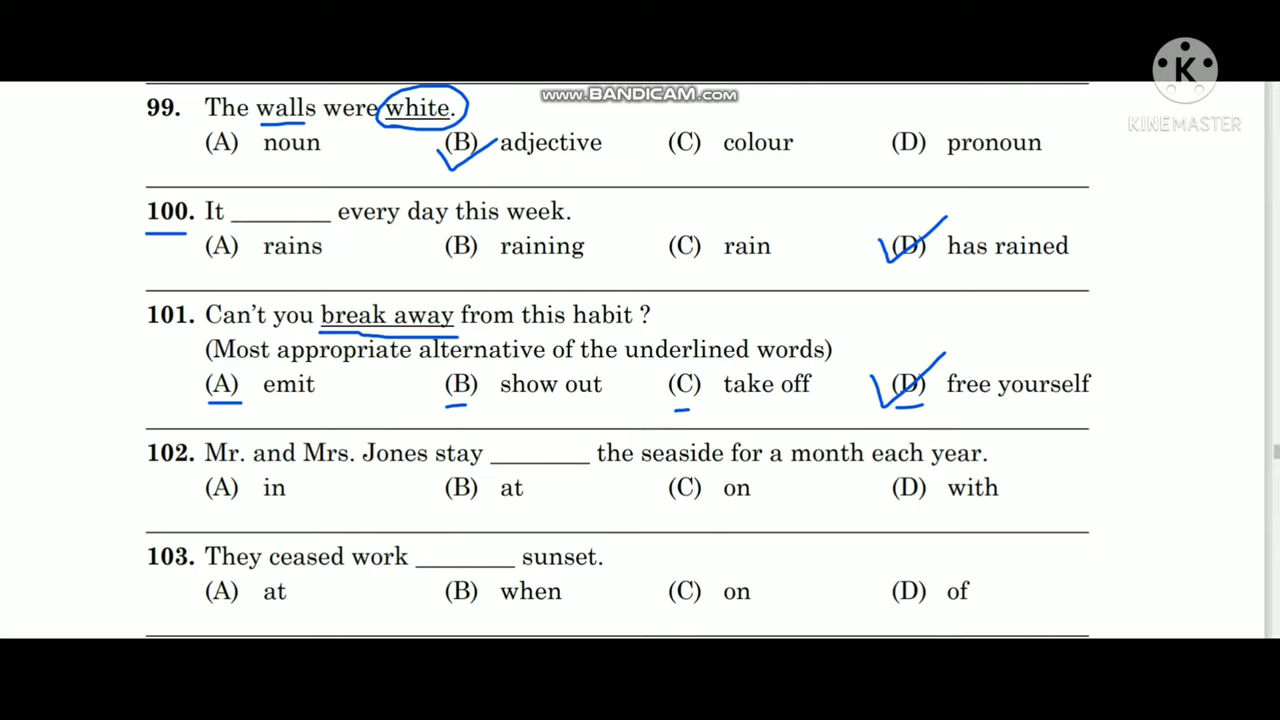 www.BANDICAM.com
K
KINEMASTER
99. The walls were white.
(A) noun (B) adjective (C) colour (D) pronoun
100. It ________ every day this week.
(A) rains (B) raining (C) rain (D) has rained
101. Can't you break away from this habit ?
(Most appropriate alternative of the underlined words)
(A) emit (B) show out (C) take off (D) free yourself
102. Mr. and Mrs. Jones stay ________ the seaside for a month each year.
(A) in (B) at (C) on (D) with
103. They ceased work ________ sunset.
(A) at (B) when (C) on (D) of